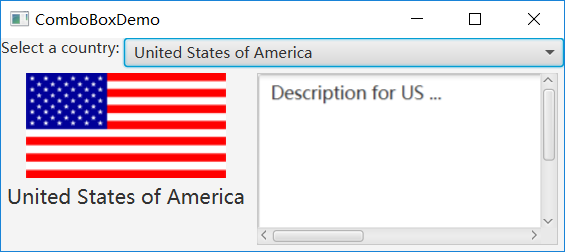 ComboBoxDemo
Select a country: United States of America
Description for US ...
United States of America